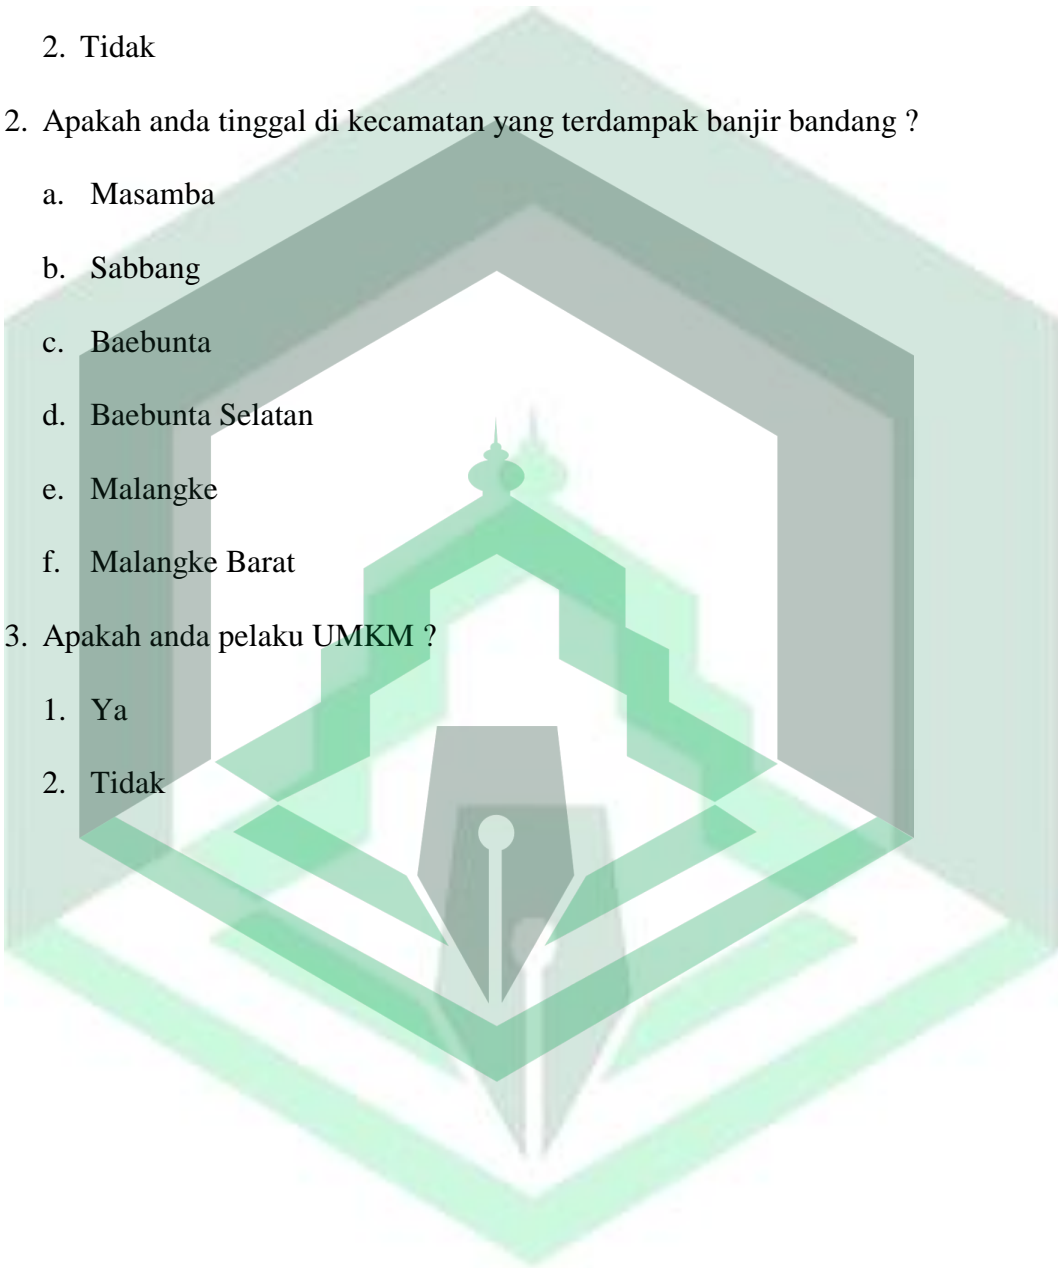 2. Tidak
2. Apakah anda tinggal di kecamatan yang terdampak banjir bandang ?
a. Masamba
b. Sabbang
c. Baebunta
d. Baebunta Selatan
e. Malangke
f. Malangke Barat
3. Apakah anda pelaku UMKM ?
1. Ya
2. Tidak